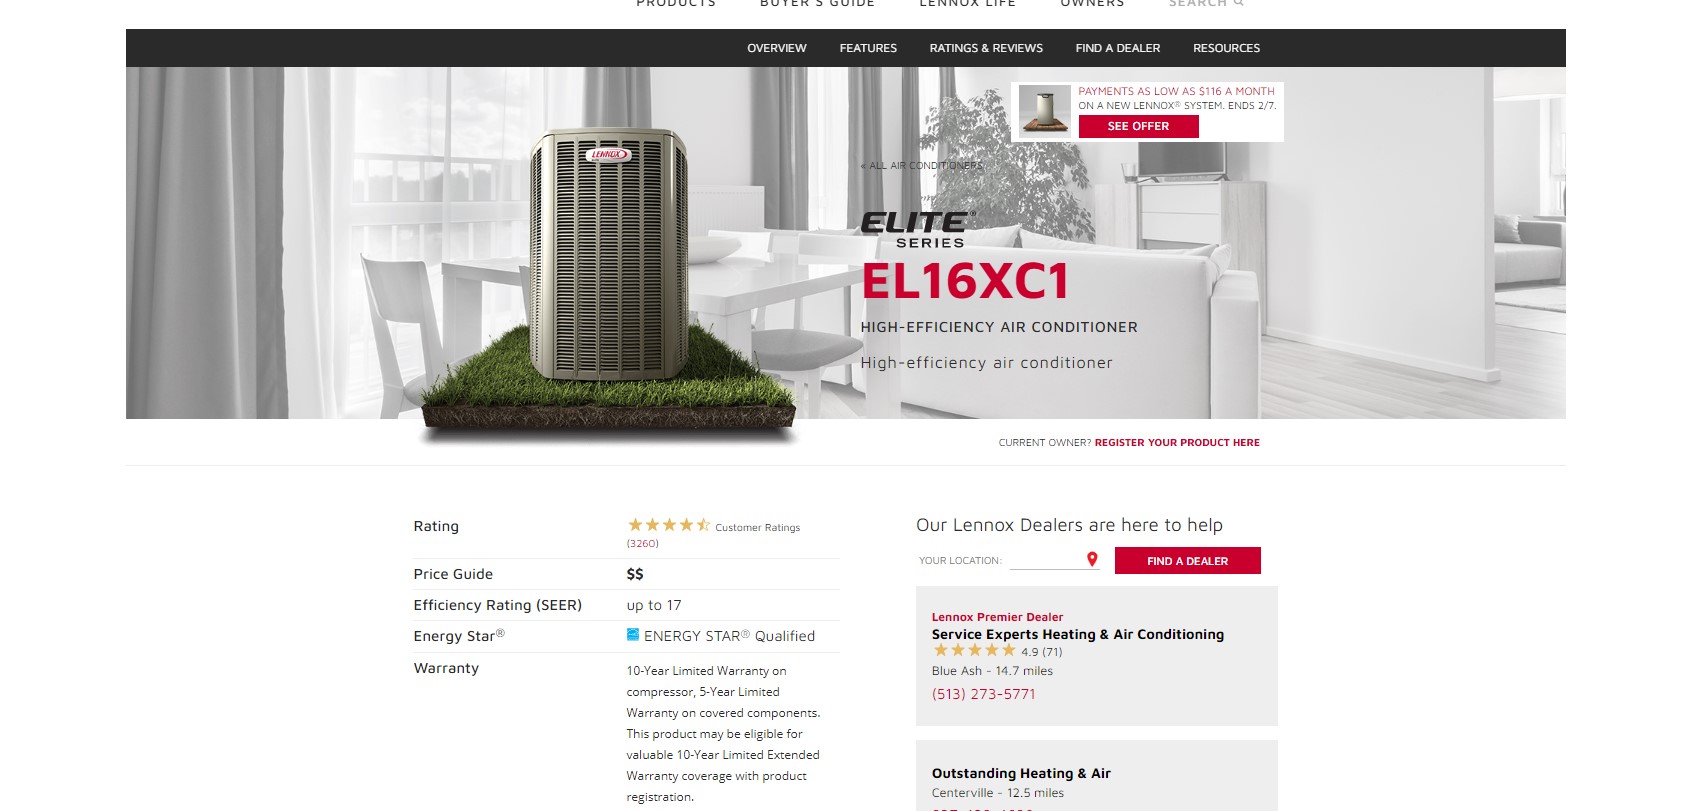 PRODUCTS BUYER'S GUIDE LENNOX LIFE OWNERS SEARCH
OVERVIEW FEATURES RATINGS & REVIEWS FIND A DEALER RESOURCES
PAYMENTS AS LOW AS $116 A MONTH
ON A NEW LENNOX® SYSTEM. ENDS 2/7.
SEE OFFER
LENNOX
« ALL AIR CONDITIONERS
ELITE®
SERIES
EL16XC1
HIGH-EFFICIENCY AIR CONDITIONER
High-efficiency air conditioner
CURRENT OWNER? REGISTER YOUR PRODUCT HERE
Rating Customer Ratings
(3260)
Price Guide $$
Efficiency Rating (SEER) up to 17
Energy Star® ENERGY STAR® Qualified
Warranty 10-Year Limited Warranty on
compressor, 5-Year Limited
Warranty on covered components.
This product may be eligible for
valuable 10-Year Limited Extended
Warranty coverage with product
registration.
Our Lennox Dealers are here to help
YOUR LOCATION: FIND A DEALER
Lennox Premier Dealer
Service Experts Heating & Air Conditioning
4.9 (71)
Blue Ash - 14.7 miles
(513) 273-5771
Outstanding Heating & Air
Centerville - 12.5 miles